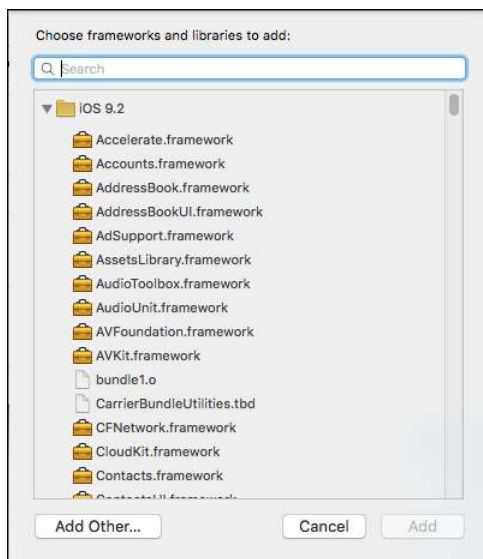 Choose frameworks and libraries to add:
Search
iOS 9.2
Accelerate.framework
Accounts.framework
AddressBook.framework
AddressBookUI.framework
AdSupport.framework
AssetsLibrary.framework
AudioToolbox.framework
AudioUnit.framework
AVFoundation.framework
AVKit.framework
bundle1.o
CarrierBundleUtilities.tbd
CFNetwork.framework
CloudKit.framework
Contacts.framework
ContactsUI.framework
Add Other...
Cancel
Add